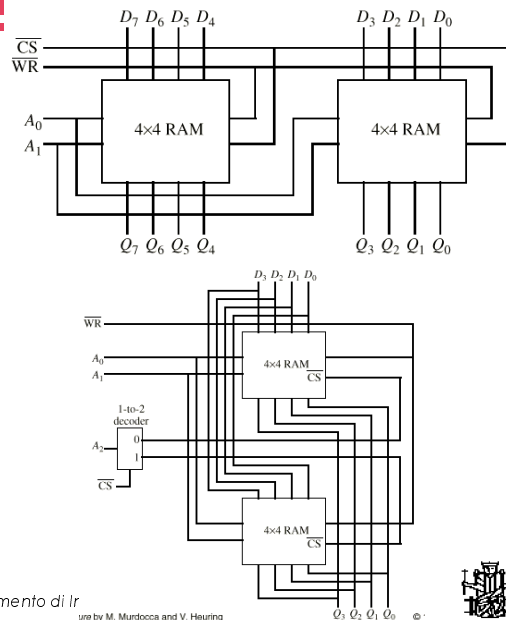 D7 D6 D5 D4 D3 D2 D1 D0
CS
WR
A0
A1
4×4 RAM 4×4 RAM
Q7 Q6 Q5 Q4 Q3 Q2 Q1 Q0
D3 D2 D1 D0
WR
A0
A1
4×4 RAM
CS
1-to-2
decoder
A2
0
1
CS
4×4 RAM
CS
Q3 Q2 Q1 Q0
mento di
by M. Murdocca and V. Heuring ©